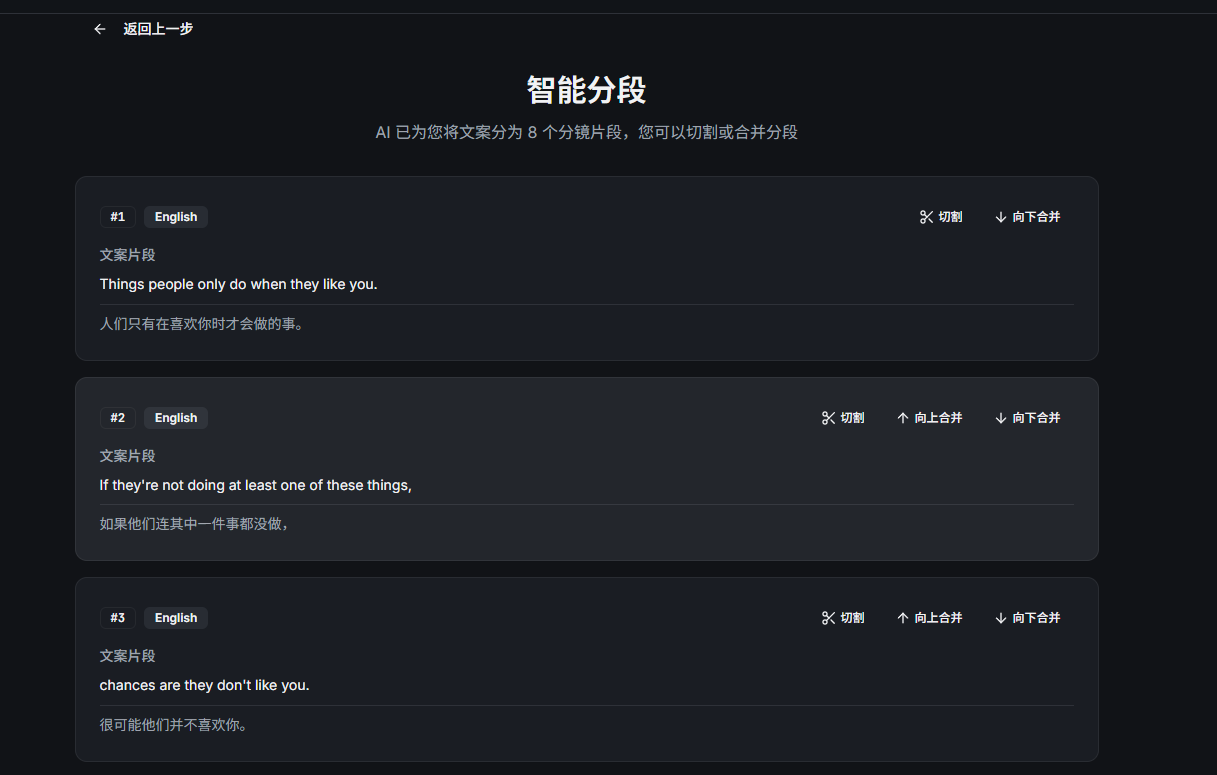 返回上一步
智能分段
AI 已为您将文案分为 8 个分镜片段，您可以切割或合并分段
#1 English 切割 向下合并
文案片段
Things people only do when they like you.
人们只有在喜欢你时才会做的事。
#2 English 切割 向上合并 向下合并
文案片段
If they're not doing at least one of these things,
如果他们连其中一件事都没做，
#3 English 切割 向上合并 向下合并
文案片段
chances are they don't like you.
很可能他们并不喜欢你。